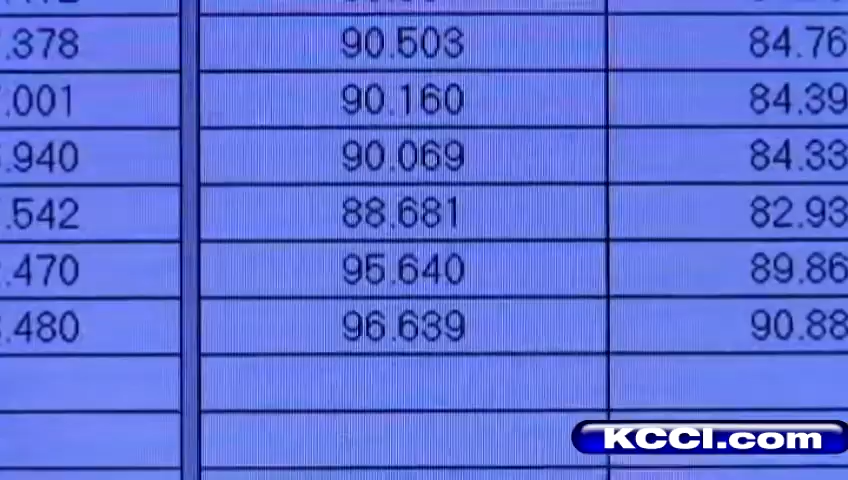 .378 90.503 84.76
.001 90.160 84.39
.940 90.069 84.33
.542 88.681 82.93
.470 95.640 89.86
.480 96.639 90.88
KCCI.com